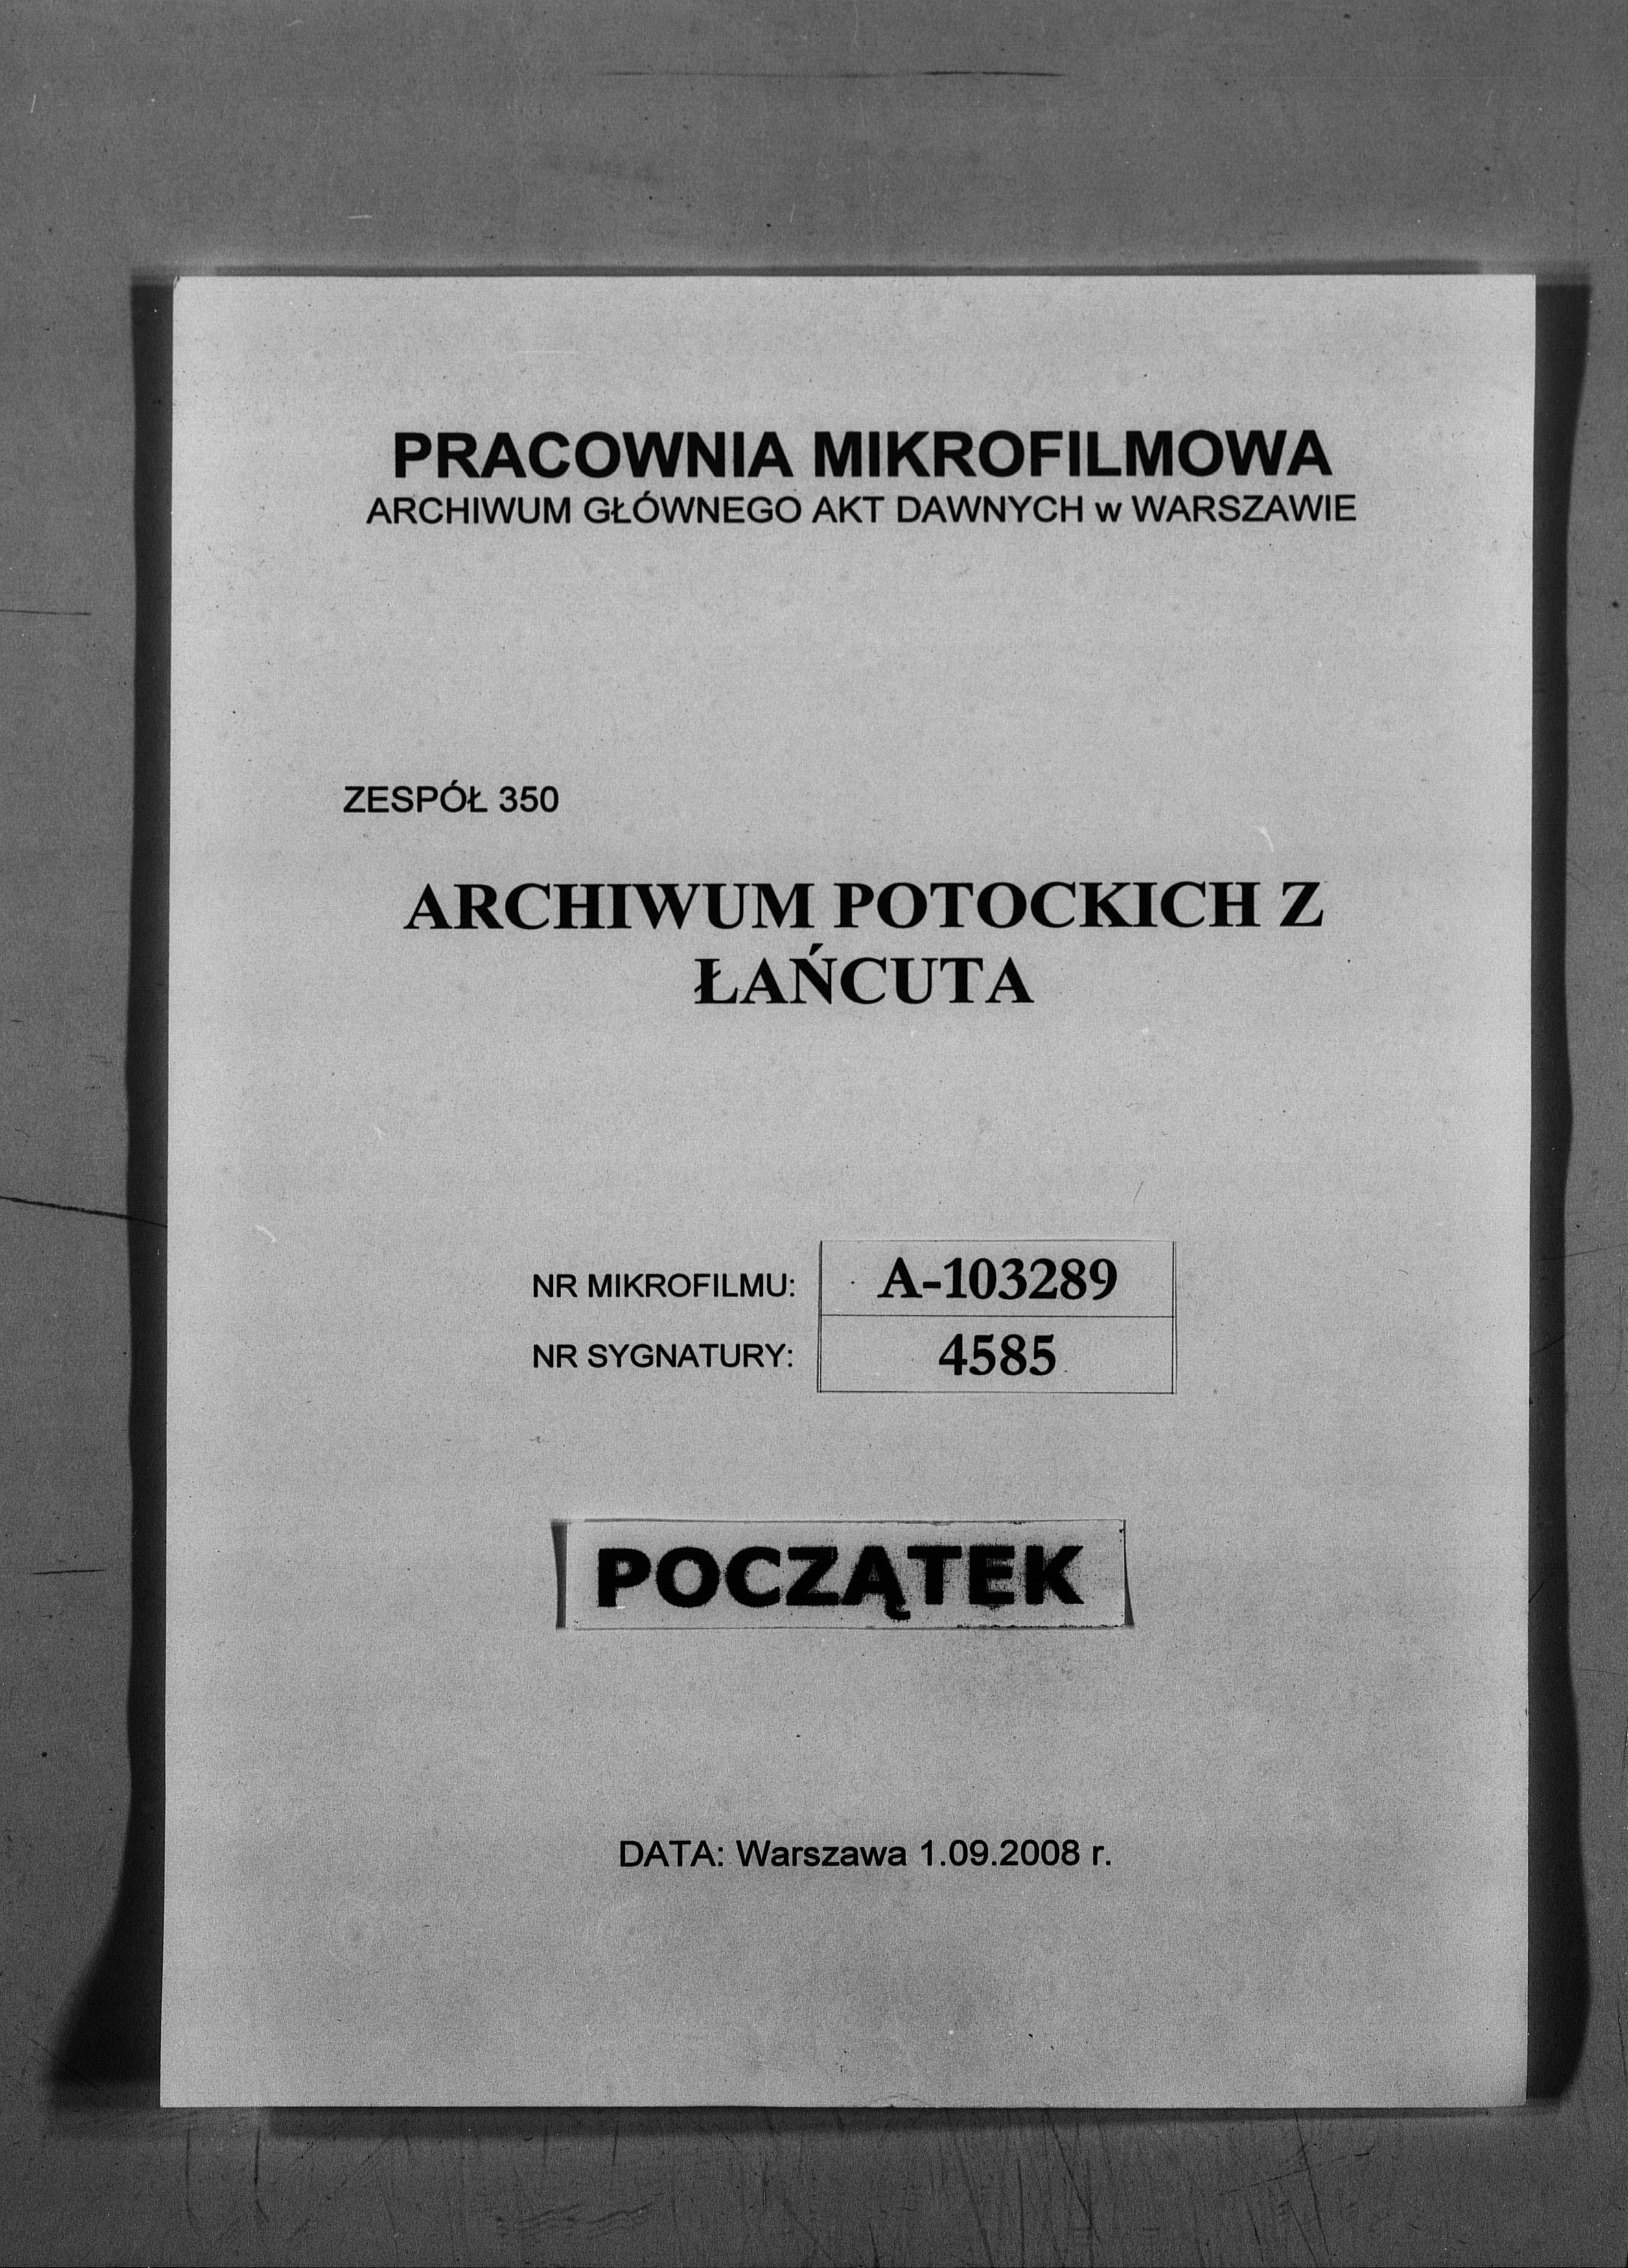 PRACOWNIA MIKROFILMOWA
ARCHIWUM GŁÓWNEGO AKT DAWNYCH w WARSZAWIE
ZESPÓŁ 350
ARCHIWUM POTOCKICH Z
ŁAŃCUTA
NR MIKROFILMU: A-103289
NR SYGNATURY: 4585
POCZĄTEK
DATA: Warszawa 1.09.2008 r.